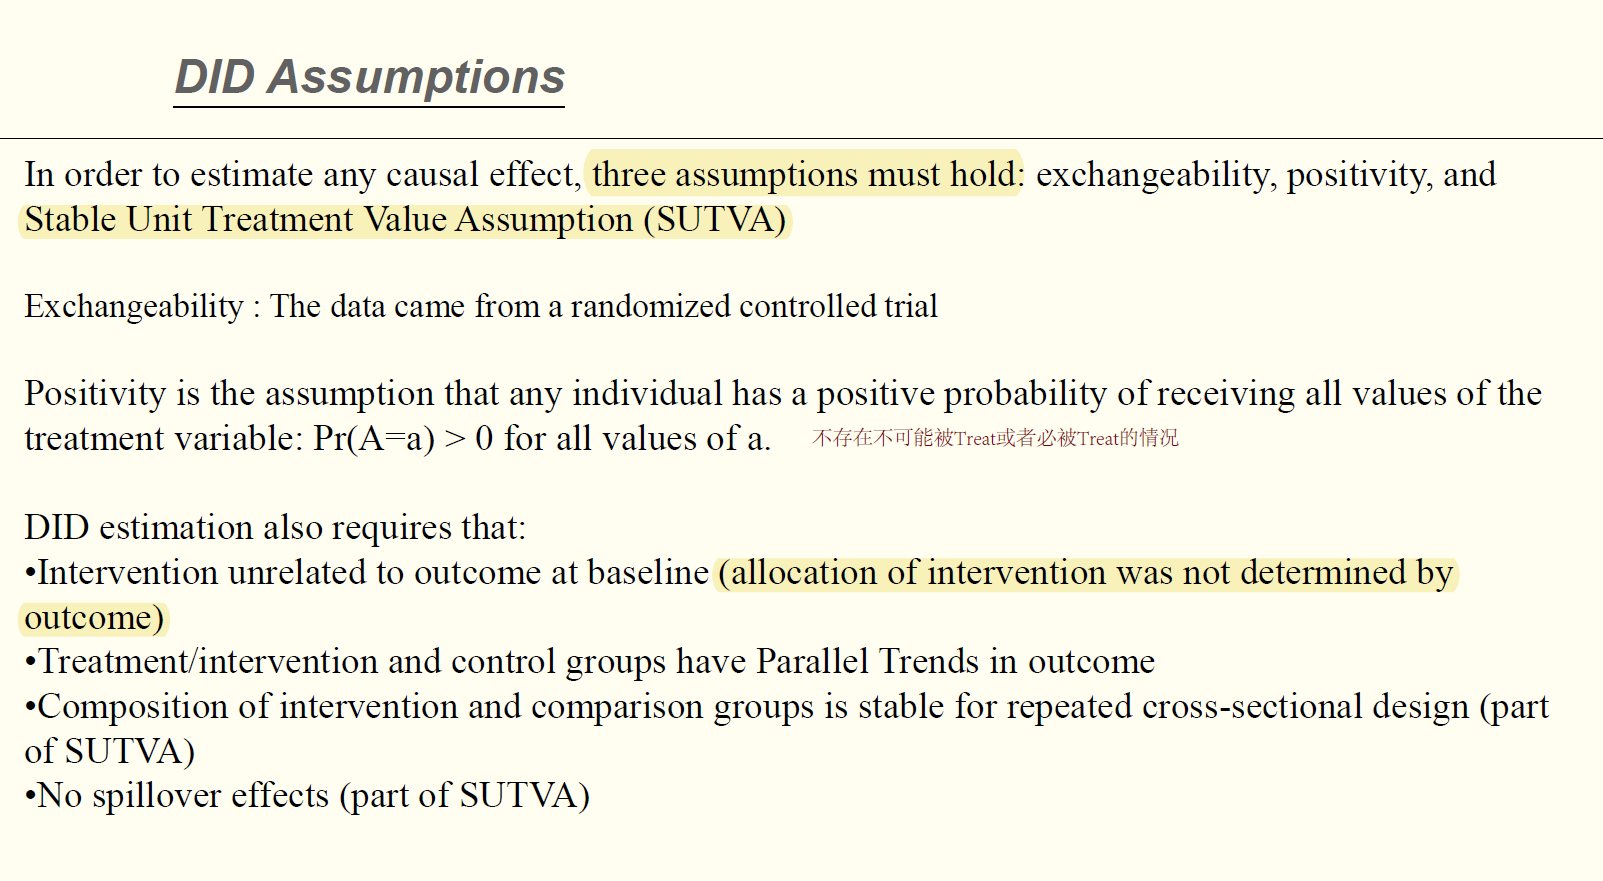 DID Assumptions
In order to estimate any causal effect, three assumptions must hold: exchangeability, positivity, and
Stable Unit Treatment Value Assumption (SUTVA)
Exchangeability : The data came from a randomized controlled trial
Positivity is the assumption that any individual has a positive probability of receiving all values of the
treatment variable: Pr(A=a) > 0 for all values of a. 不存在不可能被Treat或者必被Treat的情况
DID estimation also requires that:
•Intervention unrelated to outcome at baseline (allocation of intervention was not determined by
outcome)
•Treatment/intervention and control groups have Parallel Trends in outcome
•Composition of intervention and comparison groups is stable for repeated cross-sectional design (part
of SUTVA)
•No spillover effects (part of SUTVA)